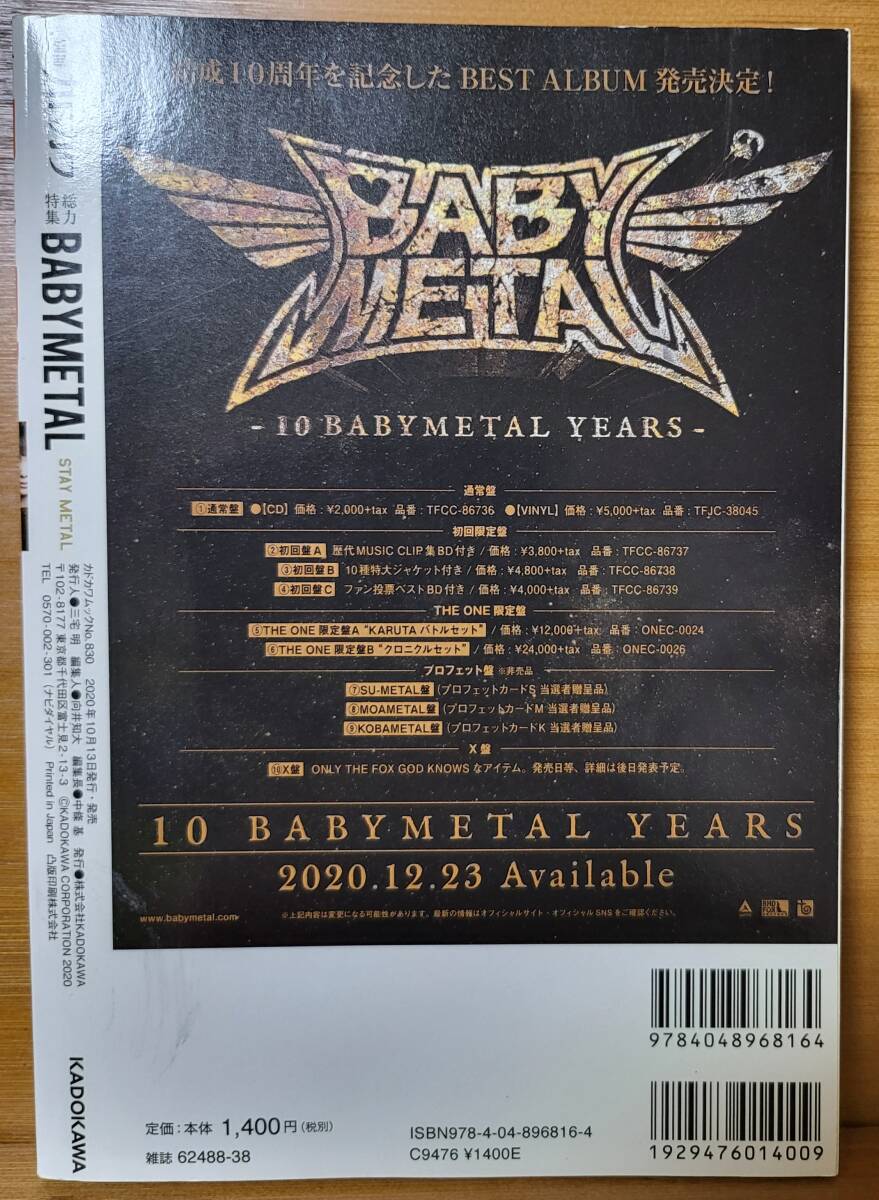 結成10周年を記念した BEST ALBUM 発売決定!
BABY
METAL
- 10 BABYMETAL YEARS -
通常盤
①通常盤 ●【CD】価格:¥2,000+tax 品番:TFCC-86736 ●【VINYL】価格:¥5,000+tax 品番:TFJC-38045
初回限定盤
②初回盤A 歴代MUSIC CLIP集BD付き / 価格:¥3,800+tax 品番:TFCC-86737
③初回盤B 10種特大ジャケット付き / 価格:¥4,800+tax 品番:TFCC-86738
④初回盤C ファン投票ベストBD付き / 価格:¥4,000+tax 品番:TFCC-86739
THE ONE 限定盤
⑤THE ONE 限定盤A "KARUTA バトルセット" / 価格:¥12,000+tax 品番:ONEC-0024
⑥THE ONE 限定盤B "クロニクルセット" / 価格:¥24,000+tax 品番:ONEC-0026
プロフェット盤 ※非売品
⑦SU-METAL盤 (プロフェットカードS 当選者贈呈品)
⑧MOAMETAL盤 (プロフェットカードM 当選者贈呈品)
⑨KOBAMETAL盤 (プロフェットカードK 当選者贈呈品)
X盤
⑩X盤 ONLY THE FOX GOD KNOWS なアイテム。発売日等、詳細は後日発表予定。
10 BABYMETAL YEARS
2020.12.23 Available
www.babymetal.com
※上記内容は変更になる可能性があります。最新の情報はオフィシャルサイト・オフィシャル SNS をご確認ください。
9784048968164
1929476014009
定価:本体 1,400円(税別)
雑誌 62488-38
ISBN978-4-04-896816-4
C9476 ¥1400E
総力
特集
BABYMETAL
STAY METAL
カドカワムックNo.830 2020年10月13日発行・発売
発行人●三宅 明 編集人●向井知大 編集長●中條 基 発行●株式会社KADOKAWA
〒102-8177 東京都千代田区富士見2-13-3 ©KADOKAWA CORPORATION 2020
TEL 0570-002-301(ナビダイヤル) Printed in Japan 凸版印刷株式会社
KADOKAWA